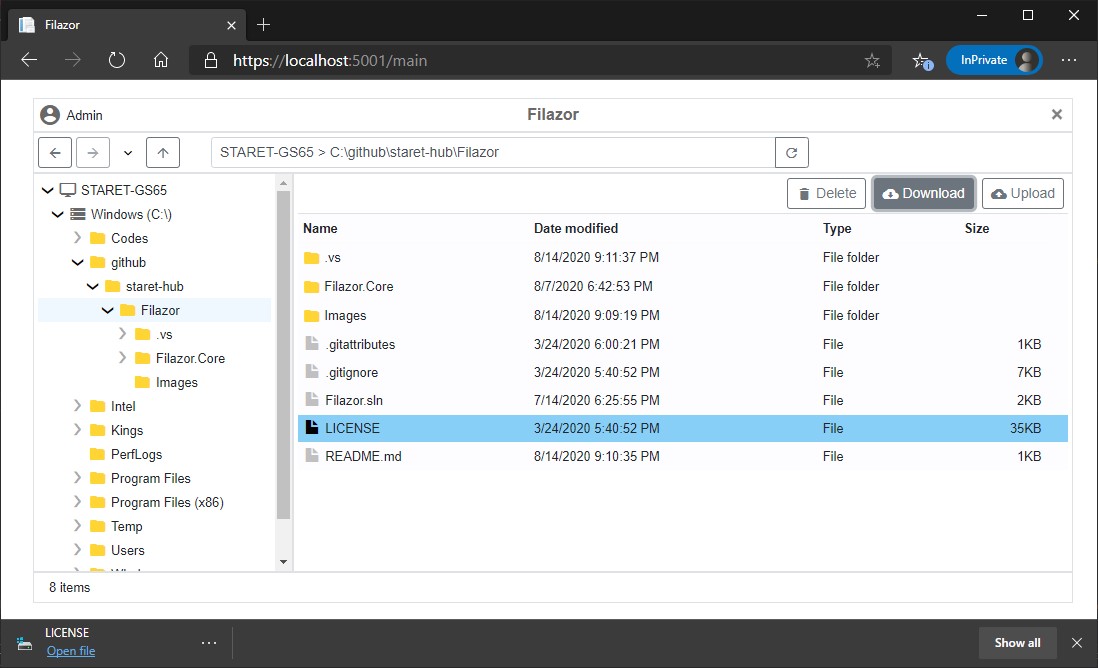 Filazor
https://localhost:5001/main
InPrivate
Admin
Filazor
STARET-GS65 > C:\github\staret-hub\Filazor
STARET-GS65
Windows (C:\)
Codes
github
staret-hub
Filazor
.vs
Filazor.Core
Images
Intel
Kings
PerfLogs
Program Files
Program Files (x86)
Temp
Users
Delete Download Upload
Name Date modified Type Size
.vs 8/14/2020 9:11:37 PM File folder
Filazor.Core 8/7/2020 6:42:53 PM File folder
Images 8/14/2020 9:09:19 PM File folder
.gitattributes 3/24/2020 6:00:21 PM File 1KB
.gitignore 3/24/2020 5:40:52 PM File 7KB
Filazor.sln 7/14/2020 6:25:55 PM File 2KB
LICENSE 3/24/2020 5:40:52 PM File 35KB
README.md 8/14/2020 9:10:35 PM File 1KB
8 items
LICENSE
Open file
Show all